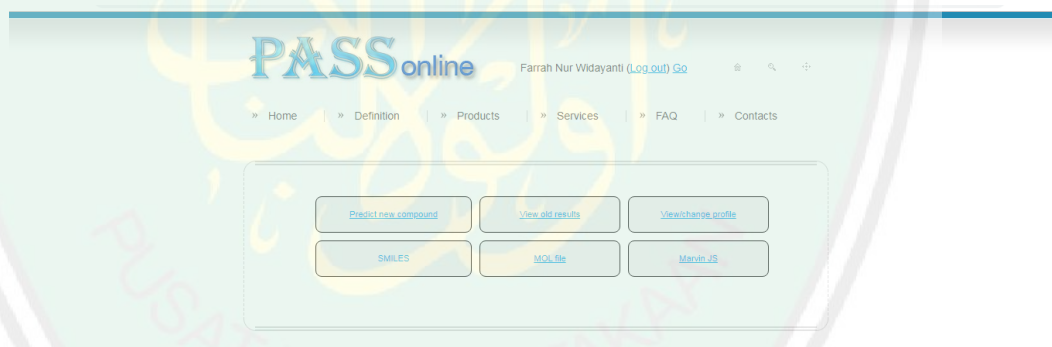 PASS online
Farrah Nur Widayanti (Log out) Go
» Home » Definition » Products » Services » FAQ » Contacts
Predict new compound View old results View/change profile
SMILES MOL file Marvin JS